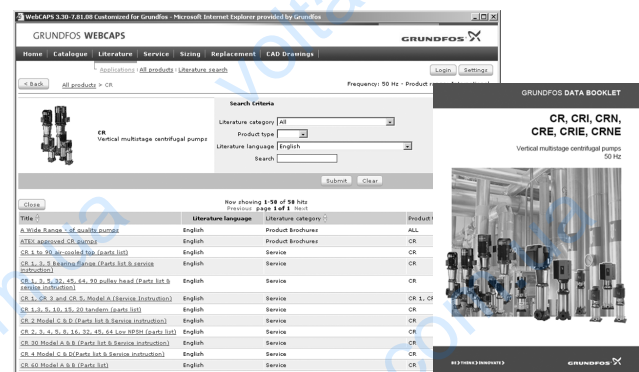 WebCAPS 3.30-7.81.08 Customized for Grundfos - Microsoft Internet Explorer provided by Grundfos
GRUNDFOS WEBCAPS
GRUNDFOS
Home Catalogue Literature Service Sizing Replacement CAD Drawings
Applications : All products : Literature search
Login Settings
< Back
All products > CR
Frequency: 50 Hz - Product
Search Criteria
CR
Vertical multistage centrifugal pumps
Literature category All
Product type
Literature language English
Search
Submit Clear
Close
Now showing 1-50 of 50 hits
Previous page 1 of 1 Next
Title Literature language Literature category Product
A Wide Range - of quality pumps English Product Brochures ALL
ATEX approved CR pumps English Product Brochures CR
CR 1 to 90 air-cooled top (parts list) English Service CR
CR 1, 3, 5 Bearing flange (Parts list & service
instruction) English Service CR
CR 1, 3, 5, 32, 45, 64, 90 pulley head (Parts list &
service instruction) English Service CR
CR 1, CR 3 and CR 5, Model A (Service Instruction) English Service CR 1, CR
CR 1,3, 5, 10, 15, 20 tandem (parts list) English Service CR
CR 2 Model C & D (Parts list & Service instruction) English Service CR
CR 2, 3, 4, 5, 8, 16, 32, 45, 64 Low NPSH (parts list) English Service CR
CR 30 Model A & B (Parts list & Service instruction) English Service CR
CR 4 Model C & D(Parts list & Service instruction) English Service CR
CR 60 Model A & B (Parts list) English Service CR
GRUNDFOS DATA BOOKLET
CR, CRI, CRN,
CRE, CRIE, CRNE
Vertical multistage centrifugal pumps
50 Hz
BE > THINK > INNOVATE >
GRUNDFOS